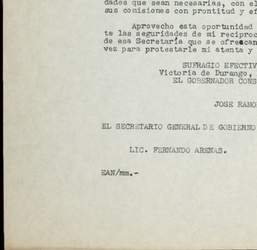 dades que sean necesarias, con el
sus comisiones con prontitud y ef
Aprovecho esta oportunidad
te las seguridades de mi reciproc
de esa Secretaría que se ofrezcan
vez para protestarle mi atenta y
SUFRAGIO EFECTIV
Victoria de Durango,
EL GOBERNADOR CONS
JOSE RAMO
EL SECRETARIO GENERAL DE GOBIERNO
LIC. FERNANDO ARENAS.
EAN/mm.-